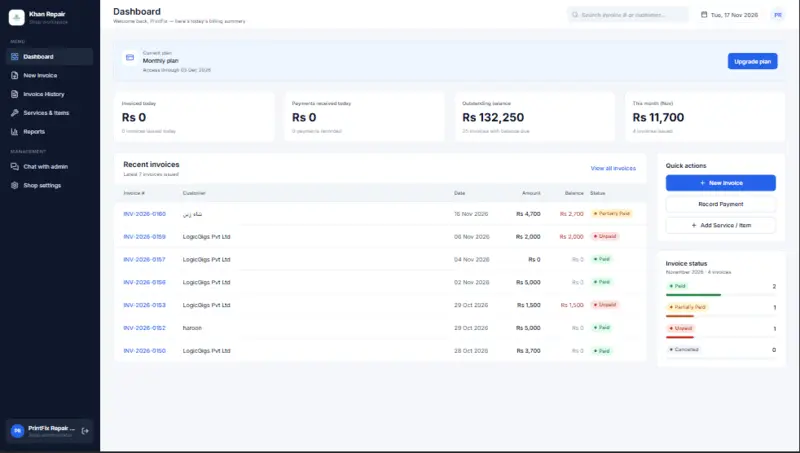 Khan Repair
Shop workspace
MENU
Dashboard
New Invoice
Invoice History
Services & Items
Reports
MANAGEMENT
Chat with admin
Shop settings
PR
PrintFix Repair ...
Dashboard
Welcome back, PrintFix — here's today's billing summary
Search invoice # or customer...
Tue, 17 Nov 2026
PR
Current plan
Monthly plan
Access through 03 Dec 2026
Upgrade plan
Invoiced today
Rs 0
0 invoices issued today
Payments received today
Rs 0
0 payments recorded
Outstanding balance
Rs 132,250
invoices with balance due
This month (Nov)
Rs 11,700
4 invoices issued
Recent invoices
Latest 7 invoices issued
View all invoices
Invoice # Customer Date Amount Balance Status
INV-2026-0160 شاہ زس 16 Nov 2026 Rs 4,700 Rs 2,700 Partially Paid
INV-2026-0159 LogicGigs Pvt Ltd 06 Nov 2026 Rs 2,000 Rs 2,000 Unpaid
INV-2026-0157 LogicGigs Pvt Ltd 04 Nov 2026 Rs 0 Rs 0 Paid
INV-2026-0156 LogicGigs Pvt Ltd 02 Nov 2026 Rs 5,000 Rs 0 Paid
INV-2026-0153 LogicGigs Pvt Ltd 29 Oct 2026 Rs 1,500 Rs 1,500 Unpaid
INV-2026-0152 haroon 29 Oct 2026 Rs 5,000 Rs 0 Paid
INV-2026-0150 LogicGigs Pvt Ltd 28 Oct 2026 Rs 3,700 Rs 0 Paid
Quick actions
+ New Invoice
Record Payment
+ Add Service / Item
Invoice status
November 2026 · 4 invoices
Paid 2
Partially Paid 1
Unpaid 1
Cancelled 0